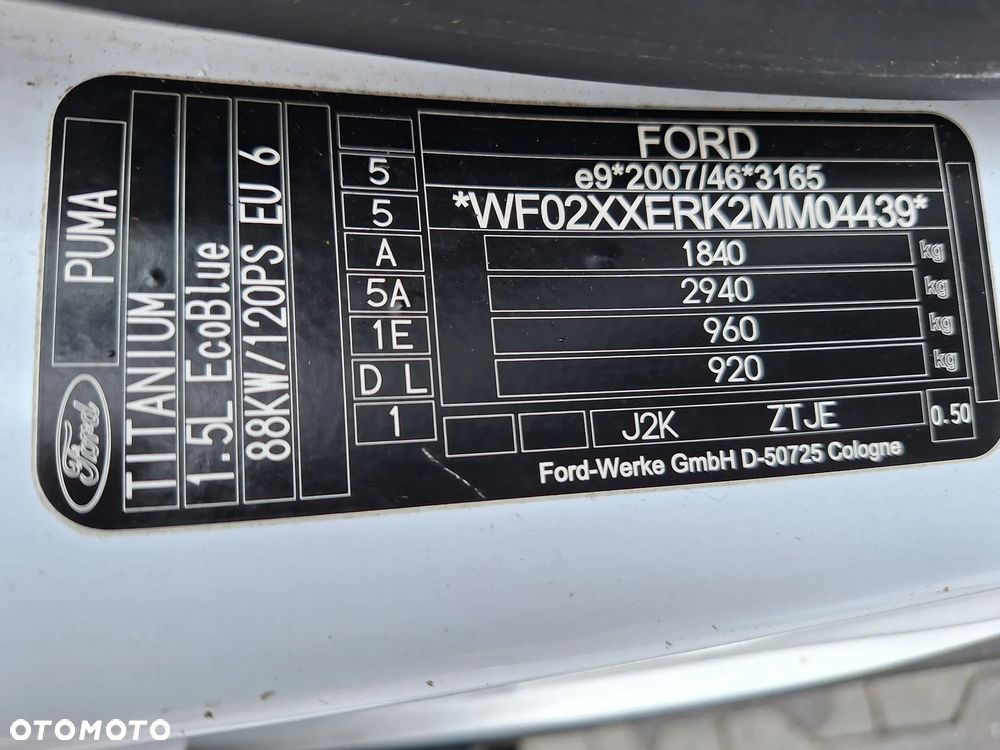 PUMA
Ford
TITANIUM
1.5L EcoBlue
88KW/120PS EU 6
5
5
A
5A
1E
D L
1
FORD
e9*2007/46*3165
*WF02XXERK2MM04439*
1840 kg
2940 kg
960 kg
920 kg
J2K ZTJE 0.50
Ford-Werke GmbH D-50725 Cologne
OTOMOTO